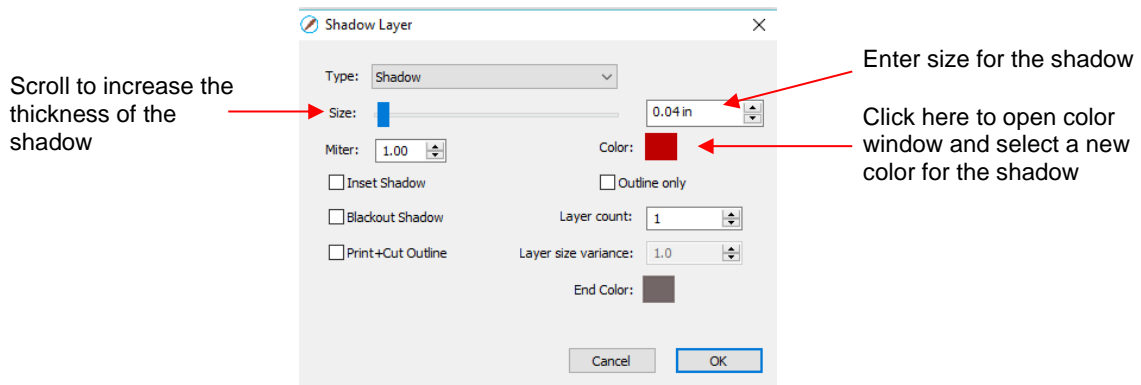 Shadow Layer
Scroll to increase the
thickness of the
shadow
Type: Shadow
Size: 0.04 in
Miter: 1.00 Color:
Inset Shadow Outline only
Blackout Shadow Layer count: 1
Print+Cut Outline Layer size variance: 1.0
End Color:
Cancel OK
Enter size for the shadow
Click here to open color
window and select a new
color for the shadow